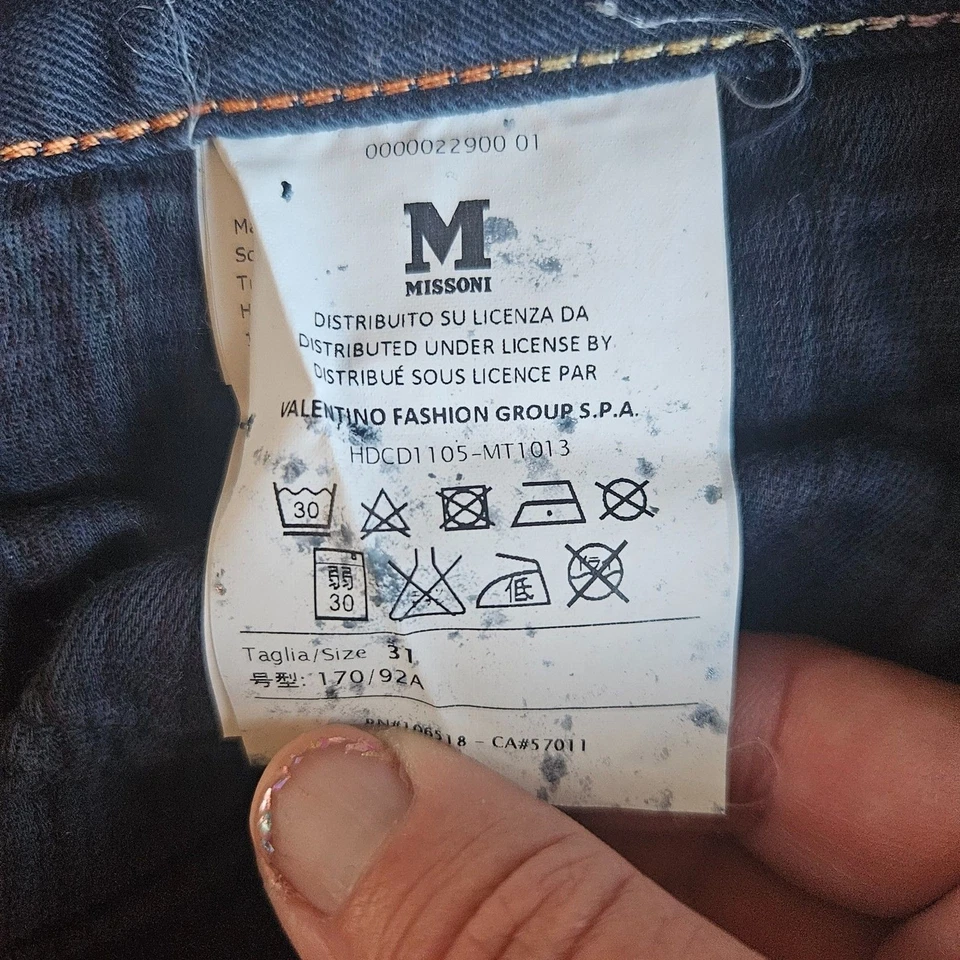 0000022900 01
M
MISSONI
DISTRIBUITO SU LICENZA DA
DISTRIBUTED UNDER LICENSE BY
DISTRIBUÉ SOUS LICENCE PAR
VALENTINO FASHION GROUP S.P.A.
HDCD1105-MT1013
30
弱
30
低
Taglia/Size 31
号型: 170/92A
RN#106518 - CA#57011